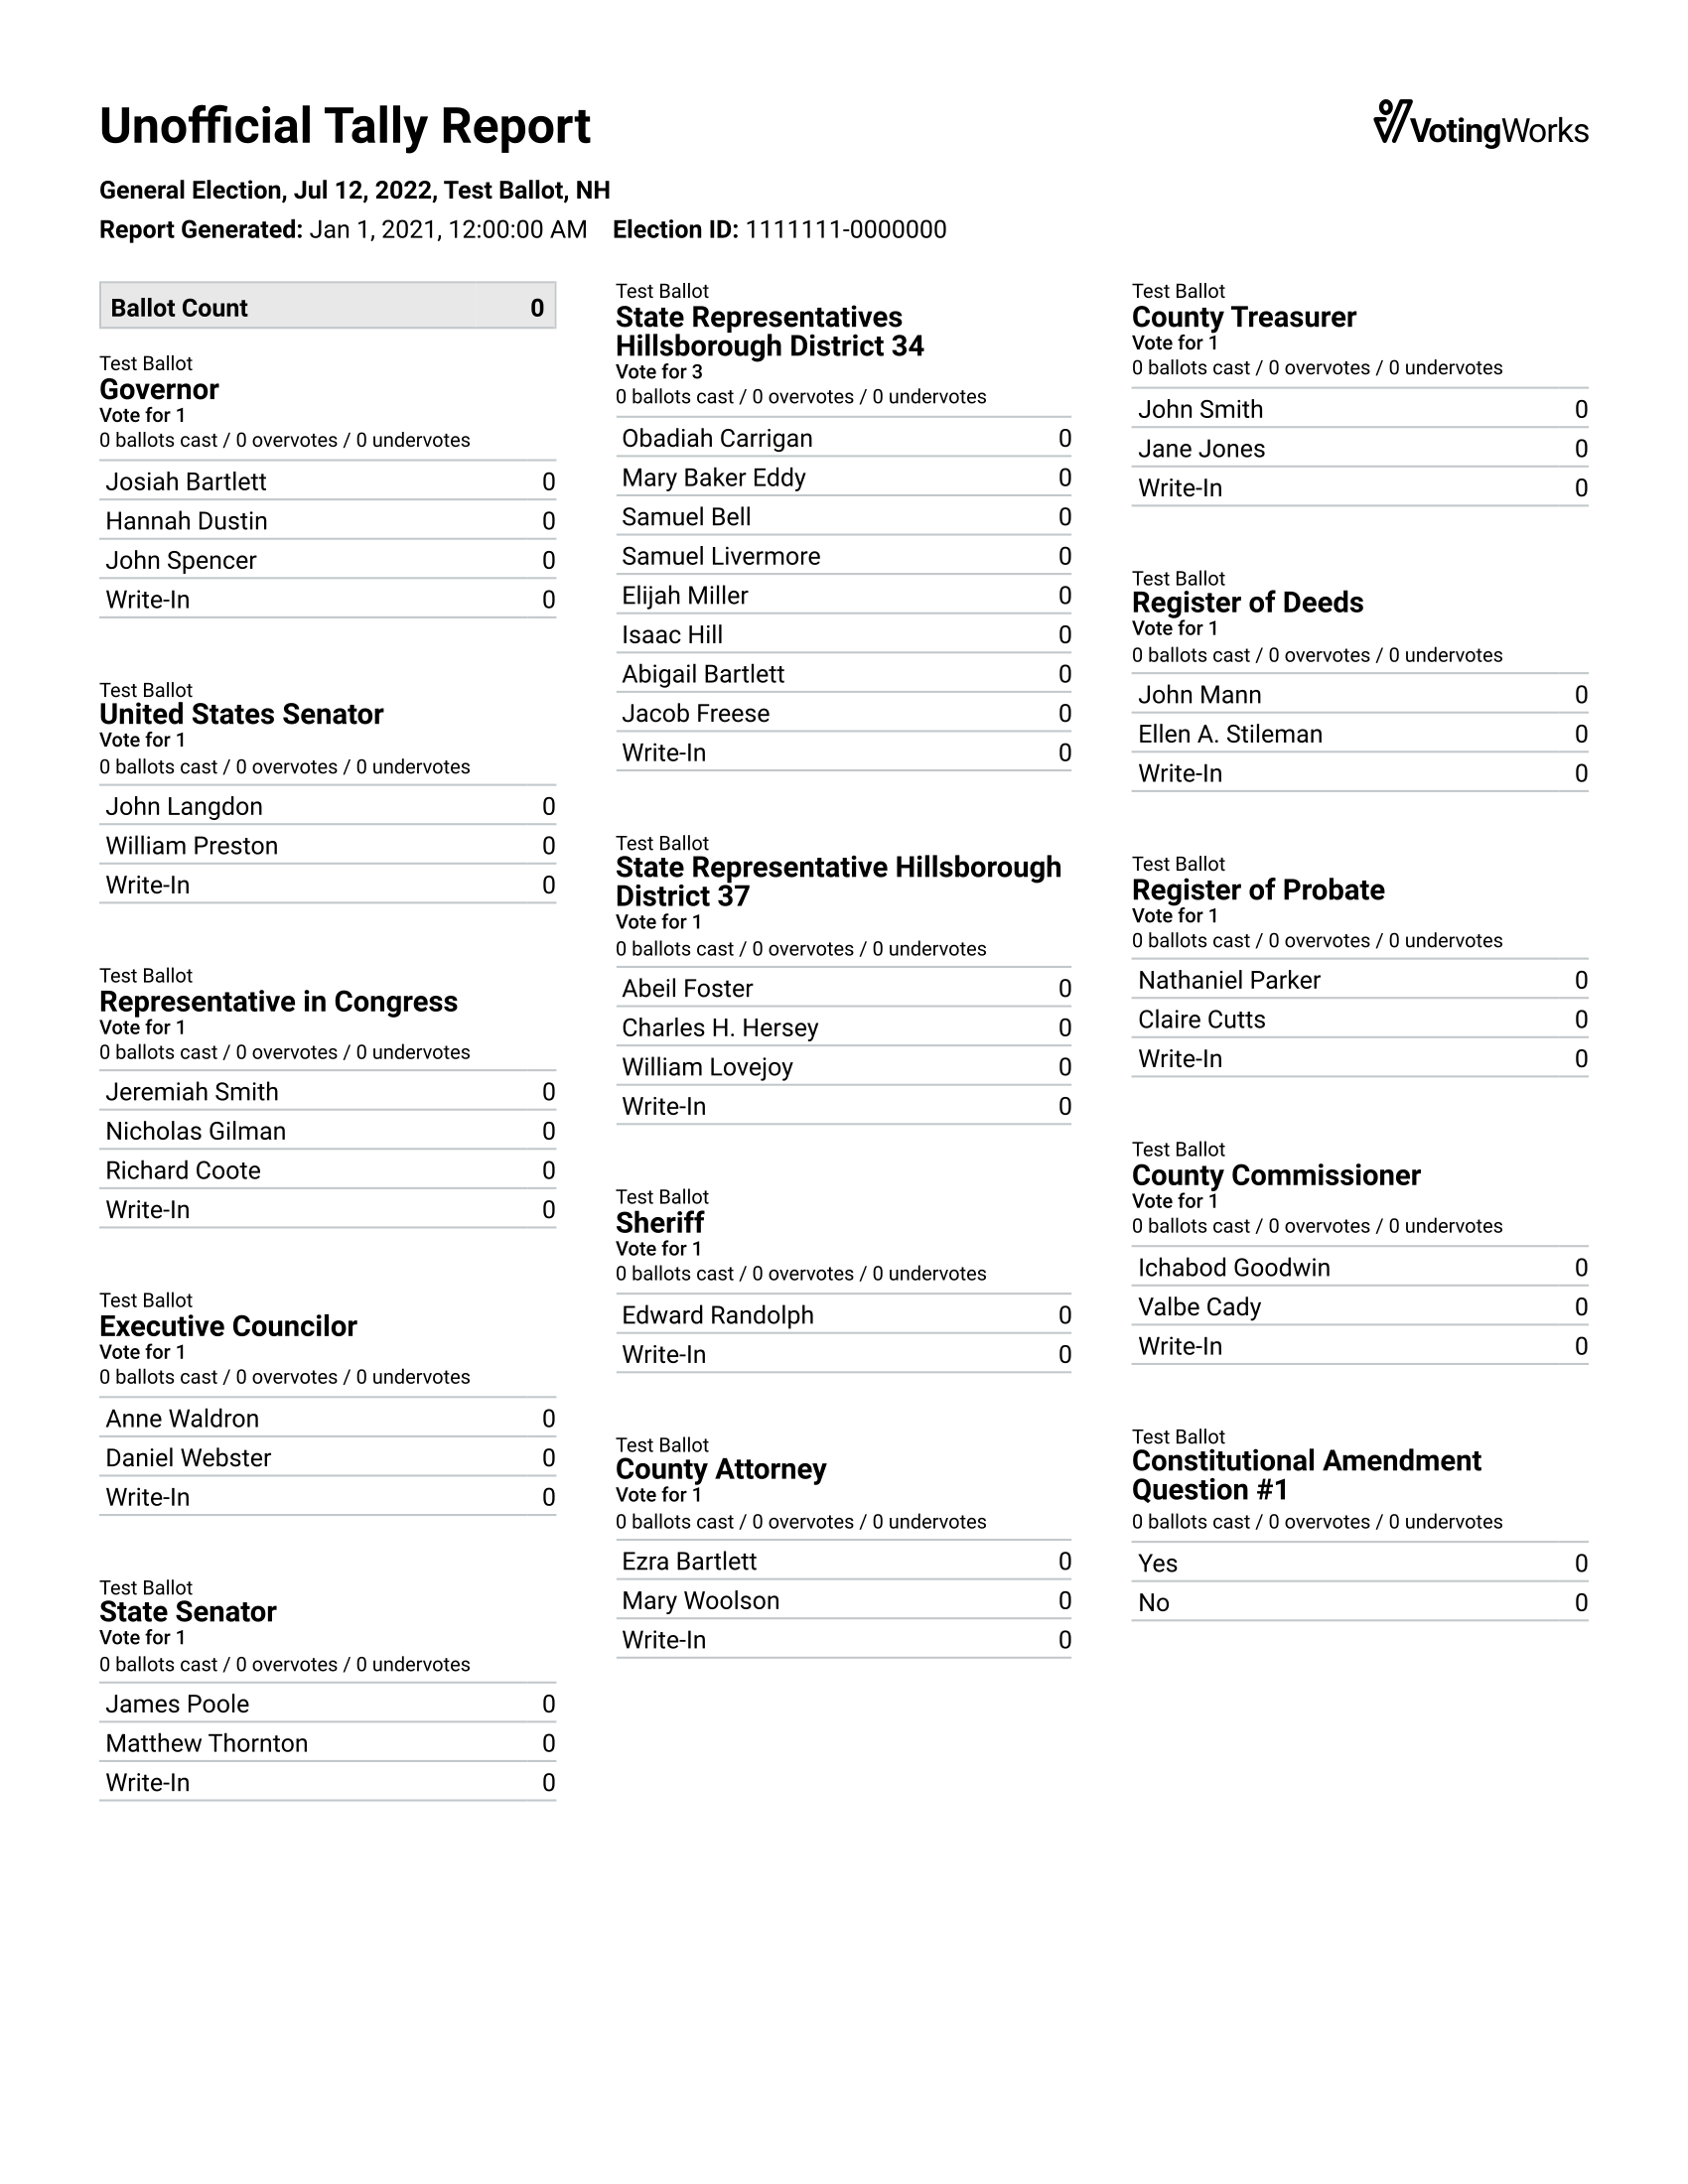 Unofficial Tally Report
VotingWorks
General Election, Jul 12, 2022, Test Ballot, NH
Report Generated: Jan 1, 2021, 12:00:00 AM Election ID: 1111111-0000000
Ballot Count 0
Test Ballot
Governor
Vote for 1
0 ballots cast / 0 overvotes / 0 undervotes
Josiah Bartlett 0
Hannah Dustin 0
John Spencer 0
Write-In 0
Test Ballot
United States Senator
Vote for 1
0 ballots cast / 0 overvotes / 0 undervotes
John Langdon 0
William Preston 0
Write-In 0
Test Ballot
Representative in Congress
Vote for 1
0 ballots cast / 0 overvotes / 0 undervotes
Jeremiah Smith 0
Nicholas Gilman 0
Richard Coote 0
Write-In 0
Test Ballot
Executive Councilor
Vote for 1
0 ballots cast / 0 overvotes / 0 undervotes
Anne Waldron 0
Daniel Webster 0
Write-In 0
Test Ballot
State Senator
Vote for 1
0 ballots cast / 0 overvotes / 0 undervotes
James Poole 0
Matthew Thornton 0
Write-In 0
Test Ballot
State Representatives
Hillsborough District 34
Vote for 3
0 ballots cast / 0 overvotes / 0 undervotes
Obadiah Carrigan 0
Mary Baker Eddy 0
Samuel Bell 0
Samuel Livermore 0
Elijah Miller 0
Isaac Hill 0
Abigail Bartlett 0
Jacob Freese 0
Write-In 0
Test Ballot
State Representative Hillsborough
District 37
Vote for 1
0 ballots cast / 0 overvotes / 0 undervotes
Abeil Foster 0
Charles H. Hersey 0
William Lovejoy 0
Write-In 0
Test Ballot
Sheriff
Vote for 1
0 ballots cast / 0 overvotes / 0 undervotes
Edward Randolph 0
Write-In 0
Test Ballot
County Attorney
Vote for 1
0 ballots cast / 0 overvotes / 0 undervotes
Ezra Bartlett 0
Mary Woolson 0
Write-In 0
Test Ballot
County Treasurer
Vote for 1
0 ballots cast / 0 overvotes / 0 undervotes
John Smith 0
Jane Jones 0
Write-In 0
Test Ballot
Register of Deeds
Vote for 1
0 ballots cast / 0 overvotes / 0 undervotes
John Mann 0
Ellen A. Stileman 0
Write-In 0
Test Ballot
Register of Probate
Vote for 1
0 ballots cast / 0 overvotes / 0 undervotes
Nathaniel Parker 0
Claire Cutts 0
Write-In 0
Test Ballot
County Commissioner
Vote for 1
0 ballots cast / 0 overvotes / 0 undervotes
Ichabod Goodwin 0
Valbe Cady 0
Write-In 0
Test Ballot
Constitutional Amendment
Question #1
0 ballots cast / 0 overvotes / 0 undervotes
Yes 0
No 0